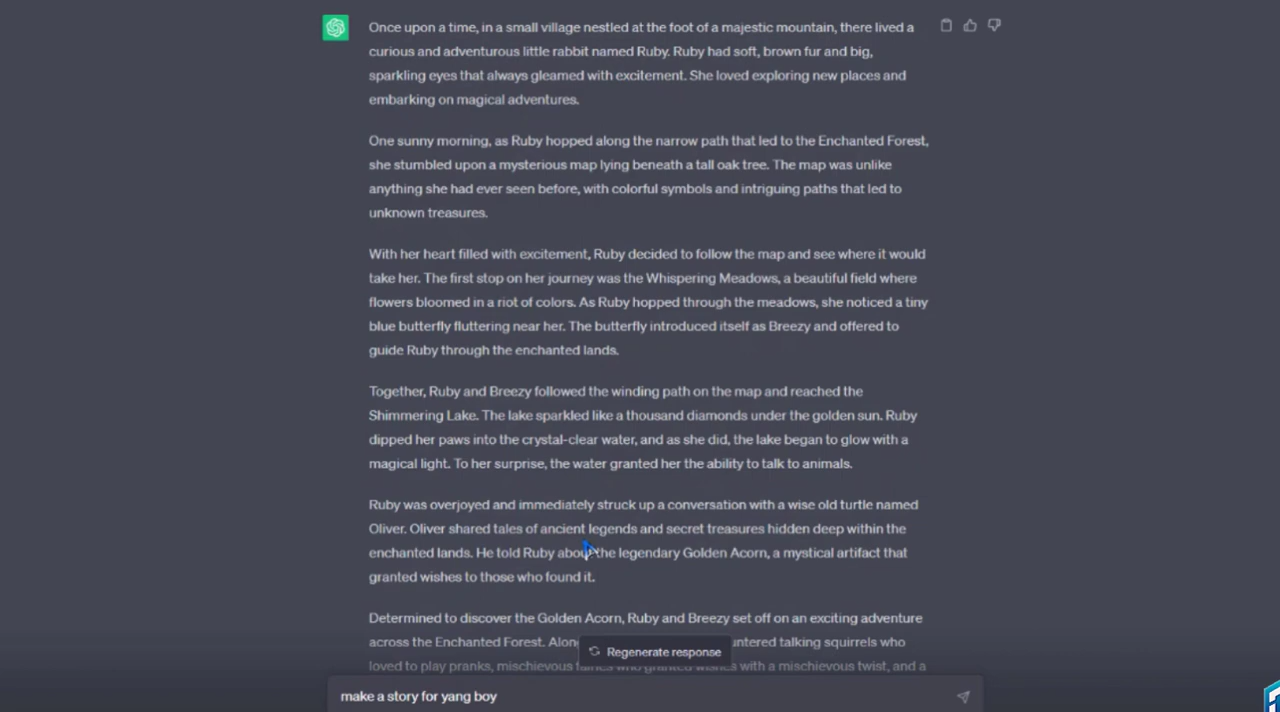 Once upon a time, in a small village nestled at the foot of a majestic mountain, there lived a
curious and adventurous little rabbit named Ruby. Ruby had soft, brown fur and big,
sparkling eyes that always gleamed with excitement. She loved exploring new places and
embarking on magical adventures.
One sunny morning, as Ruby hopped along the narrow path that led to the Enchanted Forest,
she stumbled upon a mysterious map lying beneath a tall oak tree. The map was unlike
anything she had ever seen before, with colorful symbols and intriguing paths that led to
unknown treasures.
With her heart filled with excitement, Ruby decided to follow the map and see where it would
take her. The first stop on her journey was the Whispering Meadows, a beautiful field where
flowers bloomed in a riot of colors. As Ruby hopped through the meadows, she noticed a tiny
blue butterfly fluttering near her. The butterfly introduced itself as Breezy and offered to
guide Ruby through the enchanted lands.
Together, Ruby and Breezy followed the winding path on the map and reached the
Shimmering Lake. The lake sparkled like a thousand diamonds under the golden sun. Ruby
dipped her paws into the crystal-clear water, and as she did, the lake began to glow with a
magical light. To her surprise, the water granted her the ability to talk to animals.
Ruby was overjoyed and immediately struck up a conversation with a wise old turtle named
Oliver. Oliver shared tales of ancient legends and secret treasures hidden deep within the
enchanted lands. He told Ruby about the legendary Golden Acorn, a mystical artifact that
granted wishes to those who found it.
Determined to discover the Golden Acorn, Ruby and Breezy set off on an exciting adventure
across the Enchanted Forest. talking squirrels who
loved to play pranks, mischievous fairies who granted wishes with a mischievous twist, and a
Regenerate response
make a story for yang boy